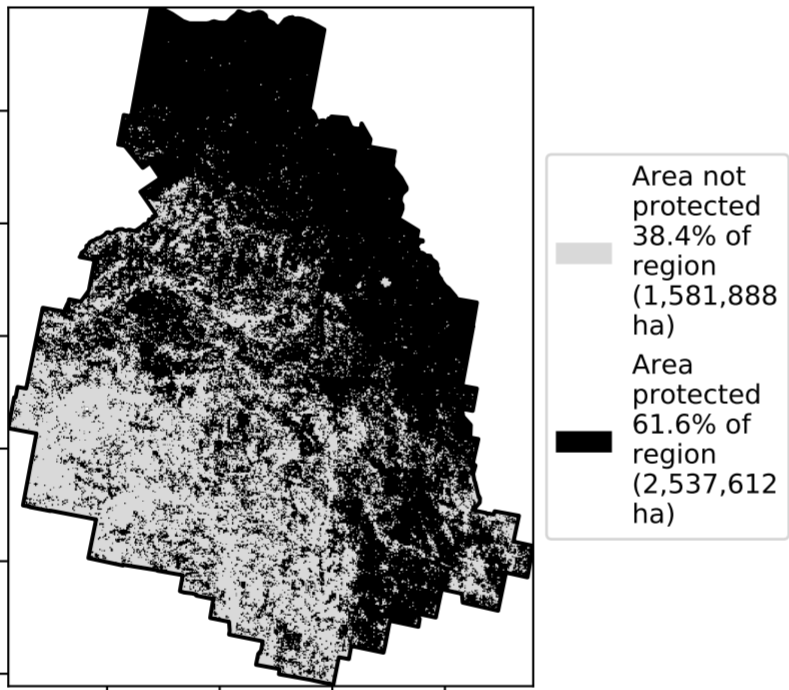 Area not
protected
38.4% of
region
(1,581,888
ha)
Area
protected
61.6% of
region
(2,537,612
ha)